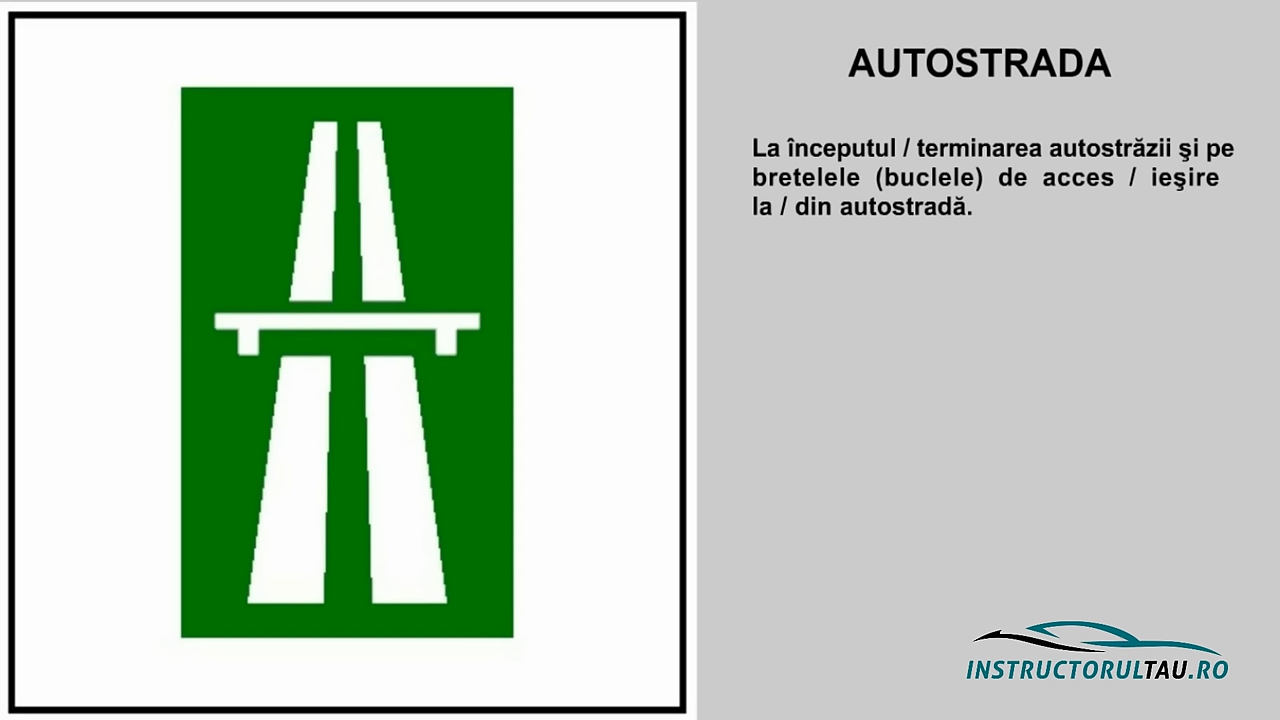 AUTOSTRADA
La începutul / terminarea autostrăzii şi pe
bretelele (buclele) de acces / ieşire
la / din autostradă.
INSTRUCTORULTAU.RO